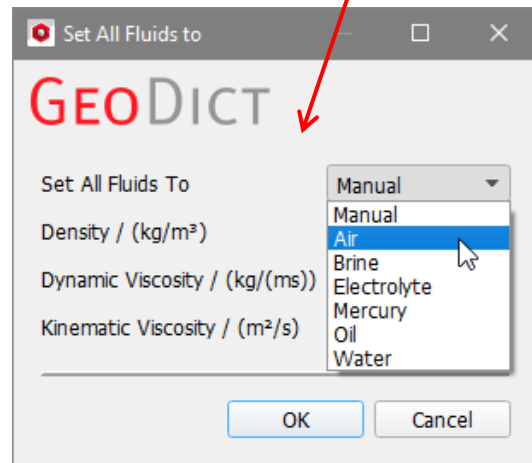 Set All Fluids to
GEODICT
Set All Fluids To
Manual
Manual
Density / (kg/m³)
Air
Brine
Dynamic Viscosity / (kg/(ms))
Electrolyte
Mercury
Kinematic Viscosity / (m²/s)
Oil
Water
OK
Cancel